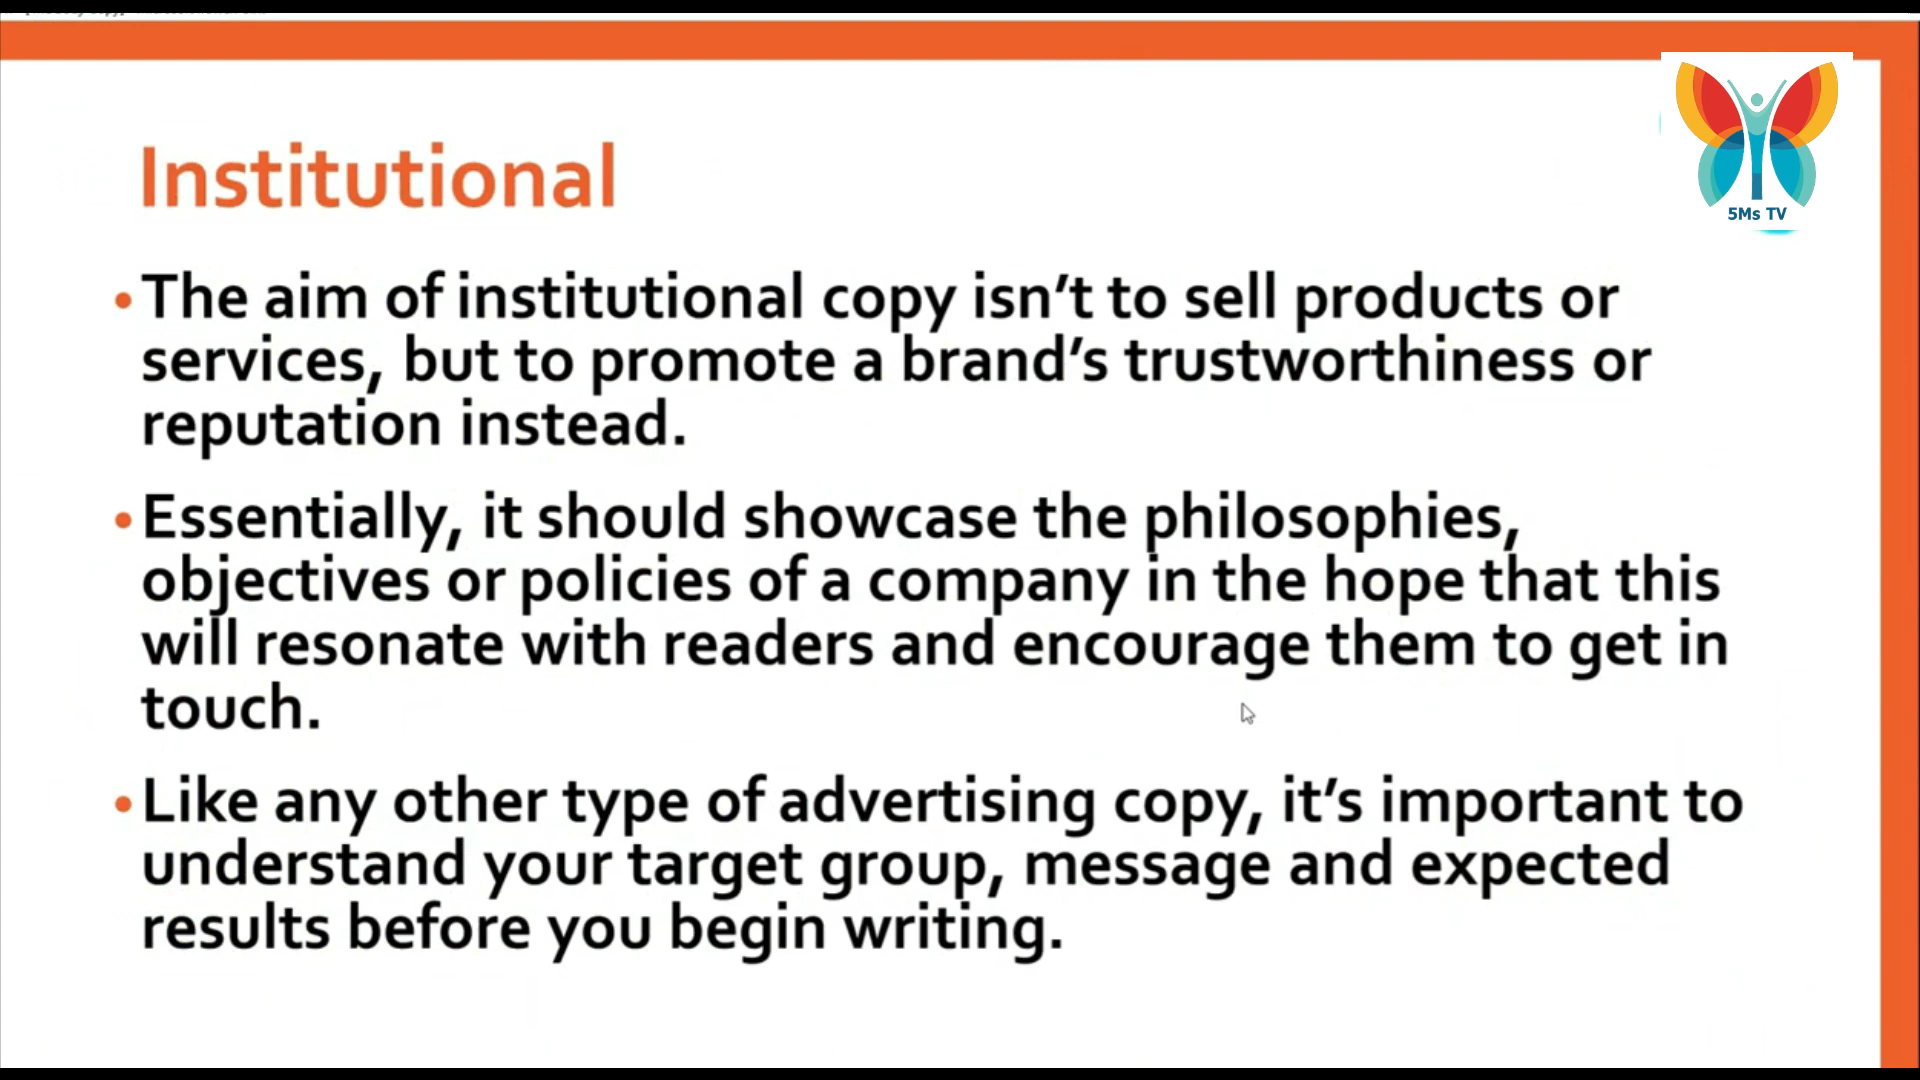 5Ms TV
Institutional
•The aim of institutional copy isn’t to sell products or
services, but to promote a brand’s trustworthiness or
reputation instead.
•Essentially, it should showcase the philosophies,
objectives or policies of a company in the hope that this
will resonate with readers and encourage them to get in
touch.
•Like any other type of advertising copy, it’s important to
understand your target group, message and expected
results before you begin writing.